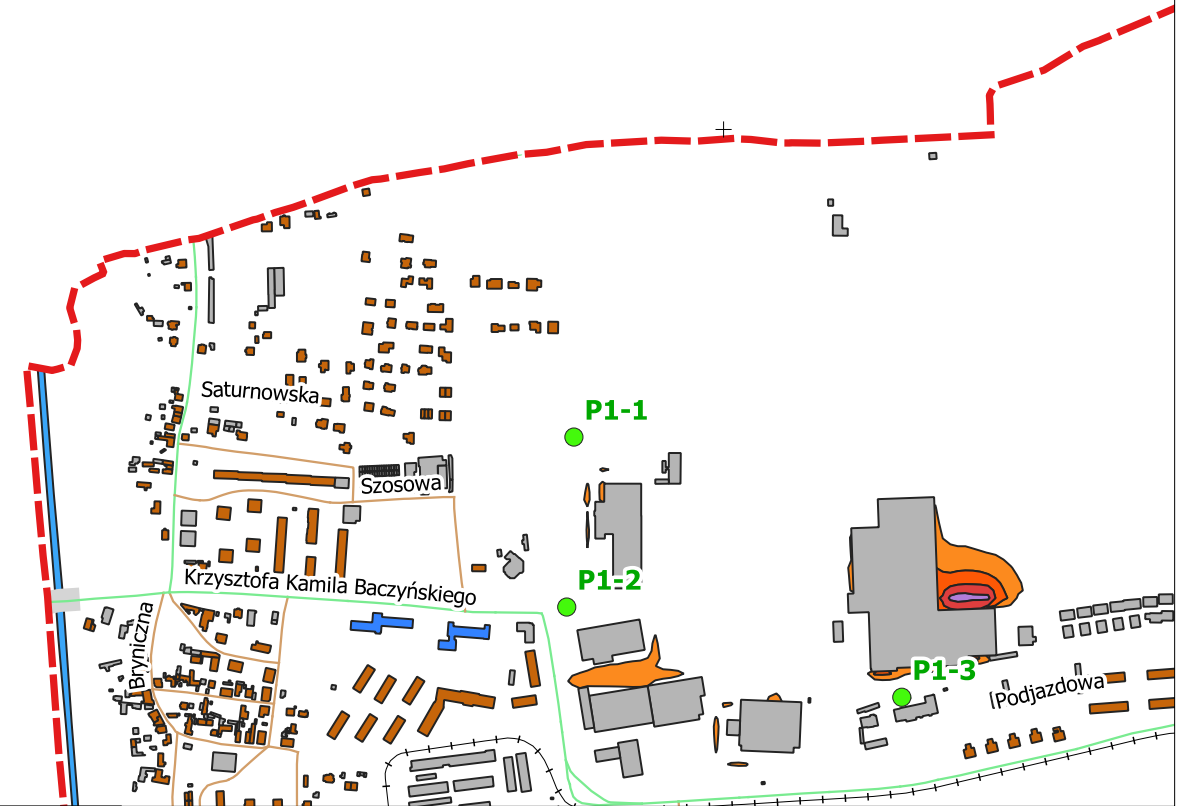 Saturnowska
P1-1
Szosowa
P1-2
Krzysztofa Kamila Baczyńskiego
Bryniczna
P1-3
Podjazdowa